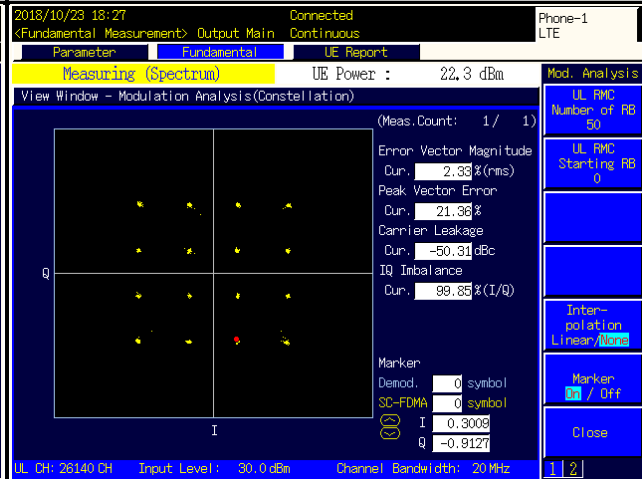 2018/10/23 18:27 Connected Phone-1
<Fundamental Measurement> Output Main Continuous LTE
Parameter Fundamental UE Report
Measuring (Spectrum) UE Power : 22.3 dBm Mod. Analysis
View Window - Modulation Analysis(Constellation)
(Meas.Count: 1/ 1)
Error Vector Magnitude
Cur. 2.33 %(rms)
Peak Vector Error
Cur. 21.36 %
Carrier Leakage
Cur. -50.31 dBc
IQ Imbalance
Cur. 99.85 %(I/Q)
Q
I
Marker
Demod. 0 symbol
SC-FDMA 0 symbol
I 0.3009
Q -0.9127
UL RMC
Number of RB
50
UL RMC
Starting RB
0
Inter-
polation
Linear/None
Marker
On / Off
Close
UL CH: 26140 CH Input Level: 30.0 dBm Channel Bandwidth: 20 MHz 1 2